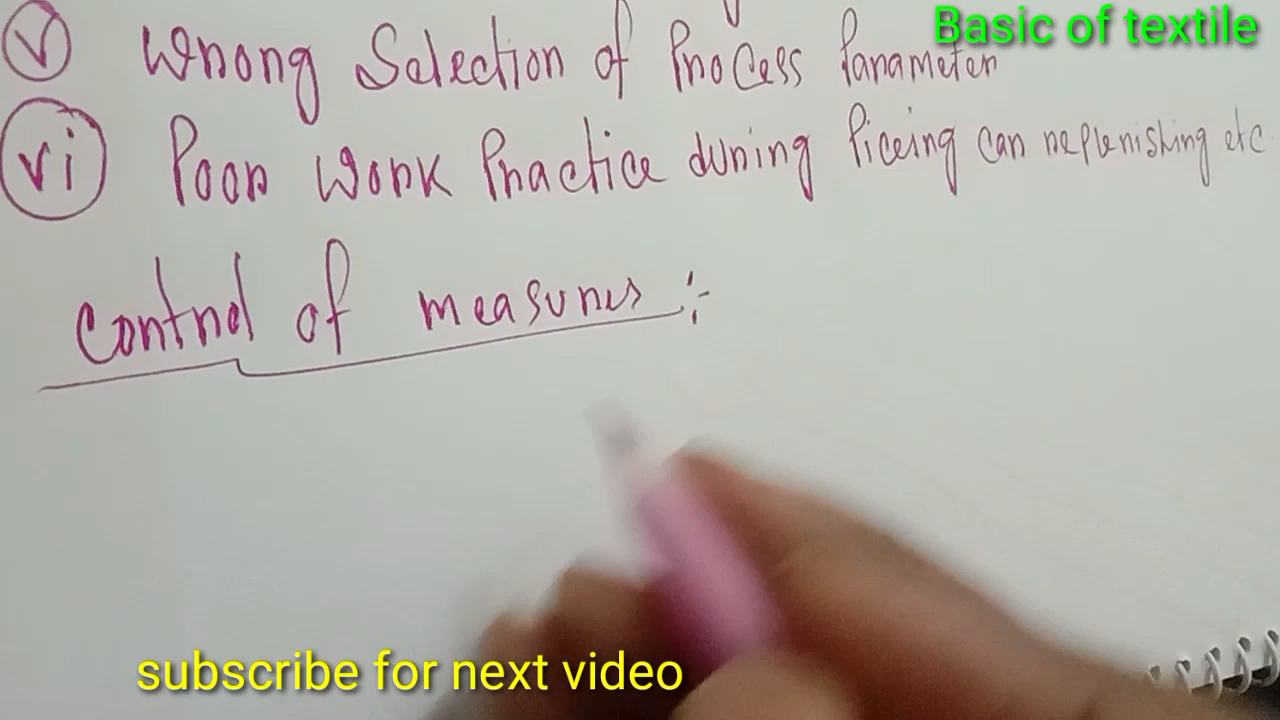 Basic of textile
v Wrong Selection of Process Parameter
vi Poor Work Practice during Piceing can replenishing etc
Control of measures :-
subscribe for next video